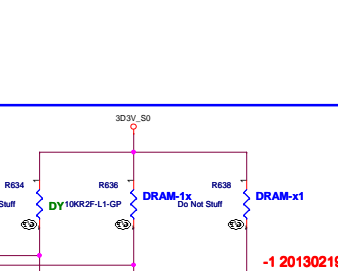 3D3V_S0
R634
R636
R638
Stuff
DY
10KR2F-L1-GP
DRAM-1x
Do Not Stuff
DRAM-x1
-1 20130219